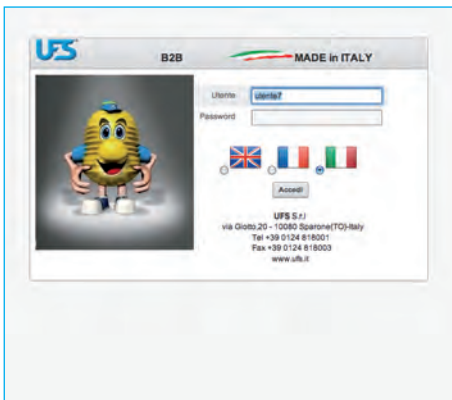 UFS B2B MADE in ITALY
Utente utente7
Password
Accedi
UFS S.r.l
via Giotto,20 - 10080 Sparone(TO)-Italy
Tel +39 0124 818001
Fax +39 0124 818003
www.ufs.it